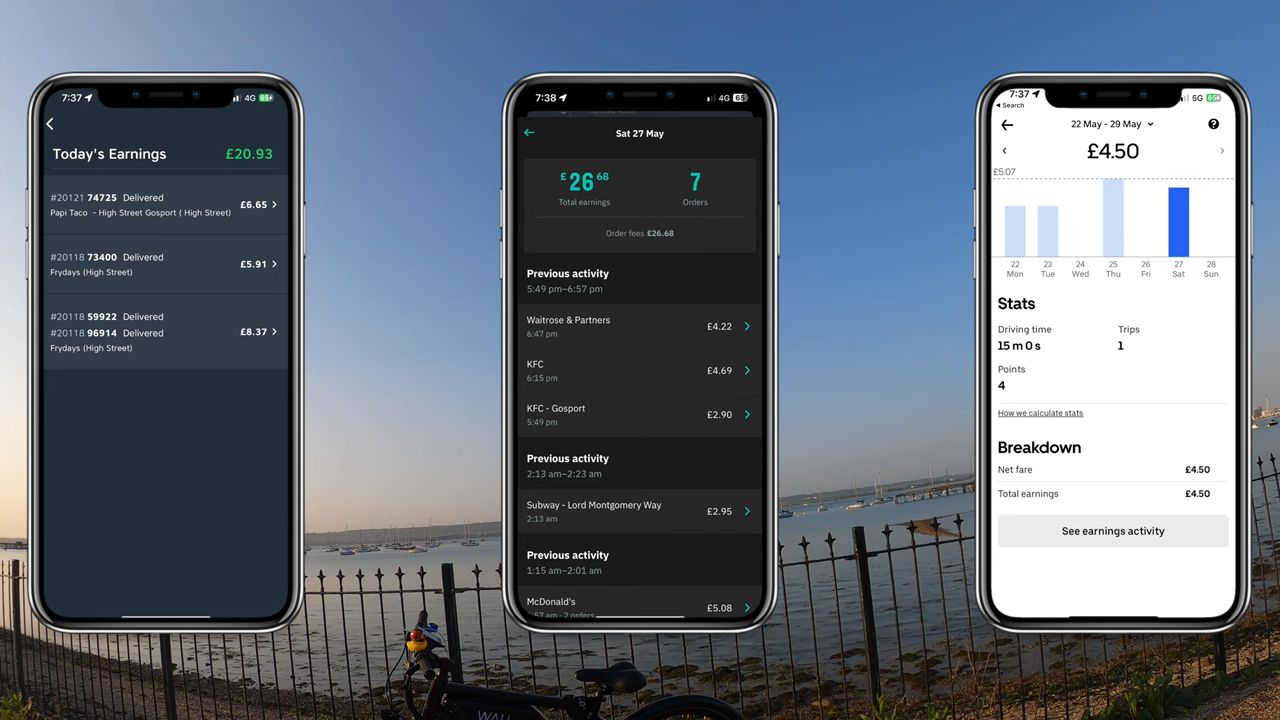 7:37
4G 65
Today's Earnings £20.93
#20121 74725 Delivered
Papi Taco - High Street Gosport ( High Street)
£6.65
#20118 73400 Delivered
Frydays (High Street)
£5.91
#20118 59922 Delivered
#20118 96914 Delivered
Frydays (High Street)
£8.37
7:38
4G 65
Sat 27 May
£26 68
Total earnings
7
Orders
Order fees £26.68
Previous activity
5:49 pm–6:57 pm
Waitrose & Partners
6:47 pm
£4.22
KFC
6:15 pm
£4.69
KFC - Gosport
5:49 pm
£2.90
Previous activity
2:13 am–2:23 am
Subway - Lord Montgomery Way
2:13 am
£2.95
Previous activity
1:15 am–2:01 am
McDonald's
:57 am - 2 orders
£5.08
7:37
Search
5G 65
22 May - 29 May
£4.50
£5.07
22 23 24 25 26 27 28
Mon Tue Wed Thu Fri Sat Sun
Stats
Driving time
15 m 0 s
Trips
1
Points
4
How we calculate stats
Breakdown
Net fare £4.50
Total earnings £4.50
See earnings activity